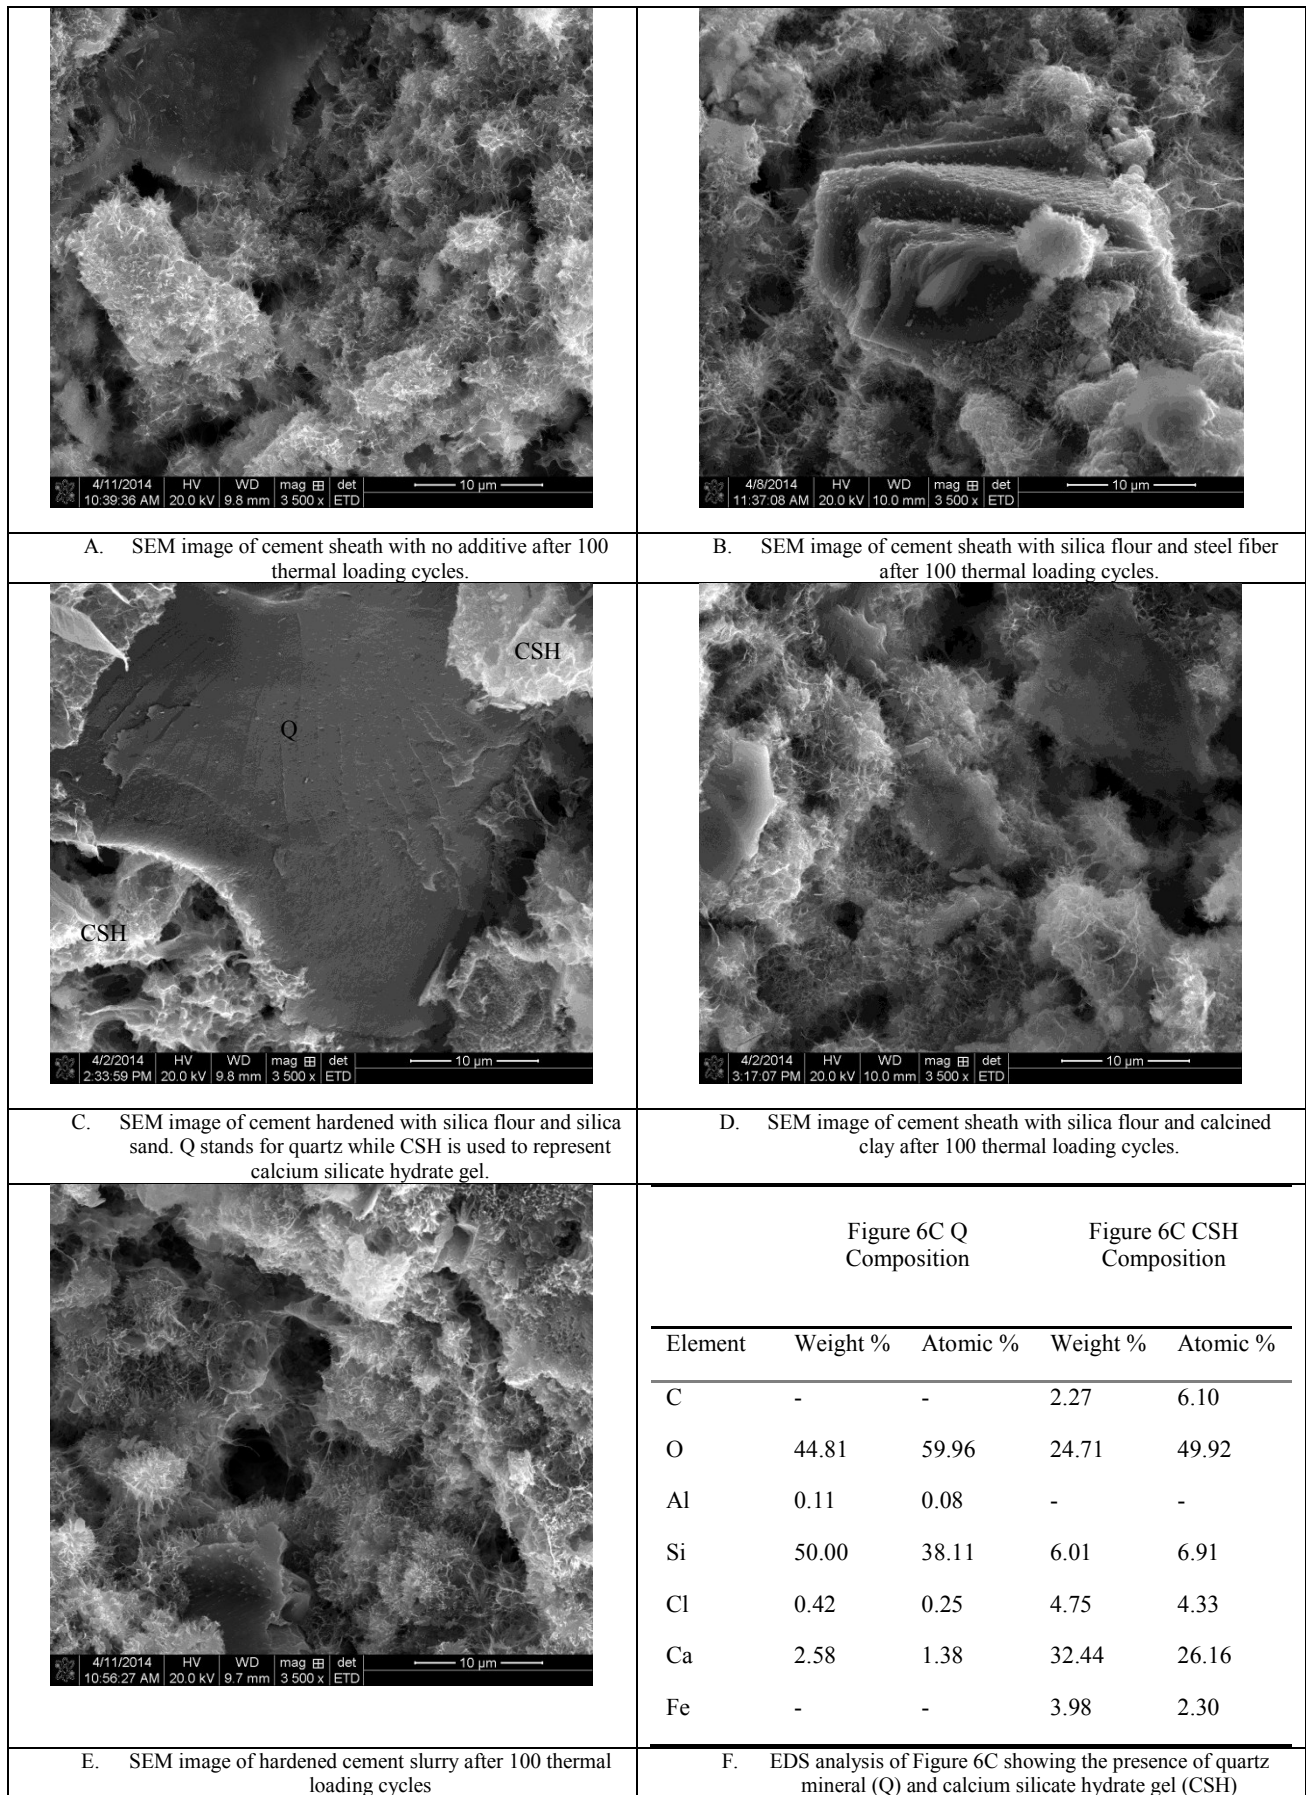 4/11/2014 HV WD mag det 10 µm
10:39:36 AM 20.0 kV 9.8 mm 3 500 x ETD
4/8/2014 HV WD mag det 10 µm
11:37:08 AM 20.0 kV 10.0 mm 3 500 x ETD
A. SEM image of cement sheath with no additive after 100
thermal loading cycles.
B. SEM image of cement sheath with silica flour and steel fiber
after 100 thermal loading cycles.
CSH
Q
CSH
4/2/2014 HV WD mag det 10 µm
2:33:59 PM 20.0 kV 9.8 mm 3 500 x ETD
4/2/2014 HV WD mag det 10 µm
3:17:07 PM 20.0 kV 10.0 mm 3 500 x ETD
C. SEM image of cement hardened with silica flour and silica
sand. Q stands for quartz while CSH is used to represent
calcium silicate hydrate gel.
D. SEM image of cement sheath with silica flour and calcined
clay after 100 thermal loading cycles.
4/11/2014 HV WD mag det 10 µm
10:56:27 AM 20.0 kV 9.7 mm 3 500 x ETD
Figure 6C Q Figure 6C CSH
Composition Composition
Element Weight % Atomic % Weight % Atomic %
C - - 2.27 6.10
O 44.81 59.96 24.71 49.92
Al 0.11 0.08 - -
Si 50.00 38.11 6.01 6.91
Cl 0.42 0.25 4.75 4.33
Ca 2.58 1.38 32.44 26.16
Fe - - 3.98 2.30
E. SEM image of hardened cement slurry after 100 thermal
loading cycles
F. EDS analysis of Figure 6C showing the presence of quartz
mineral (Q) and calcium silicate hydrate gel (CSH)